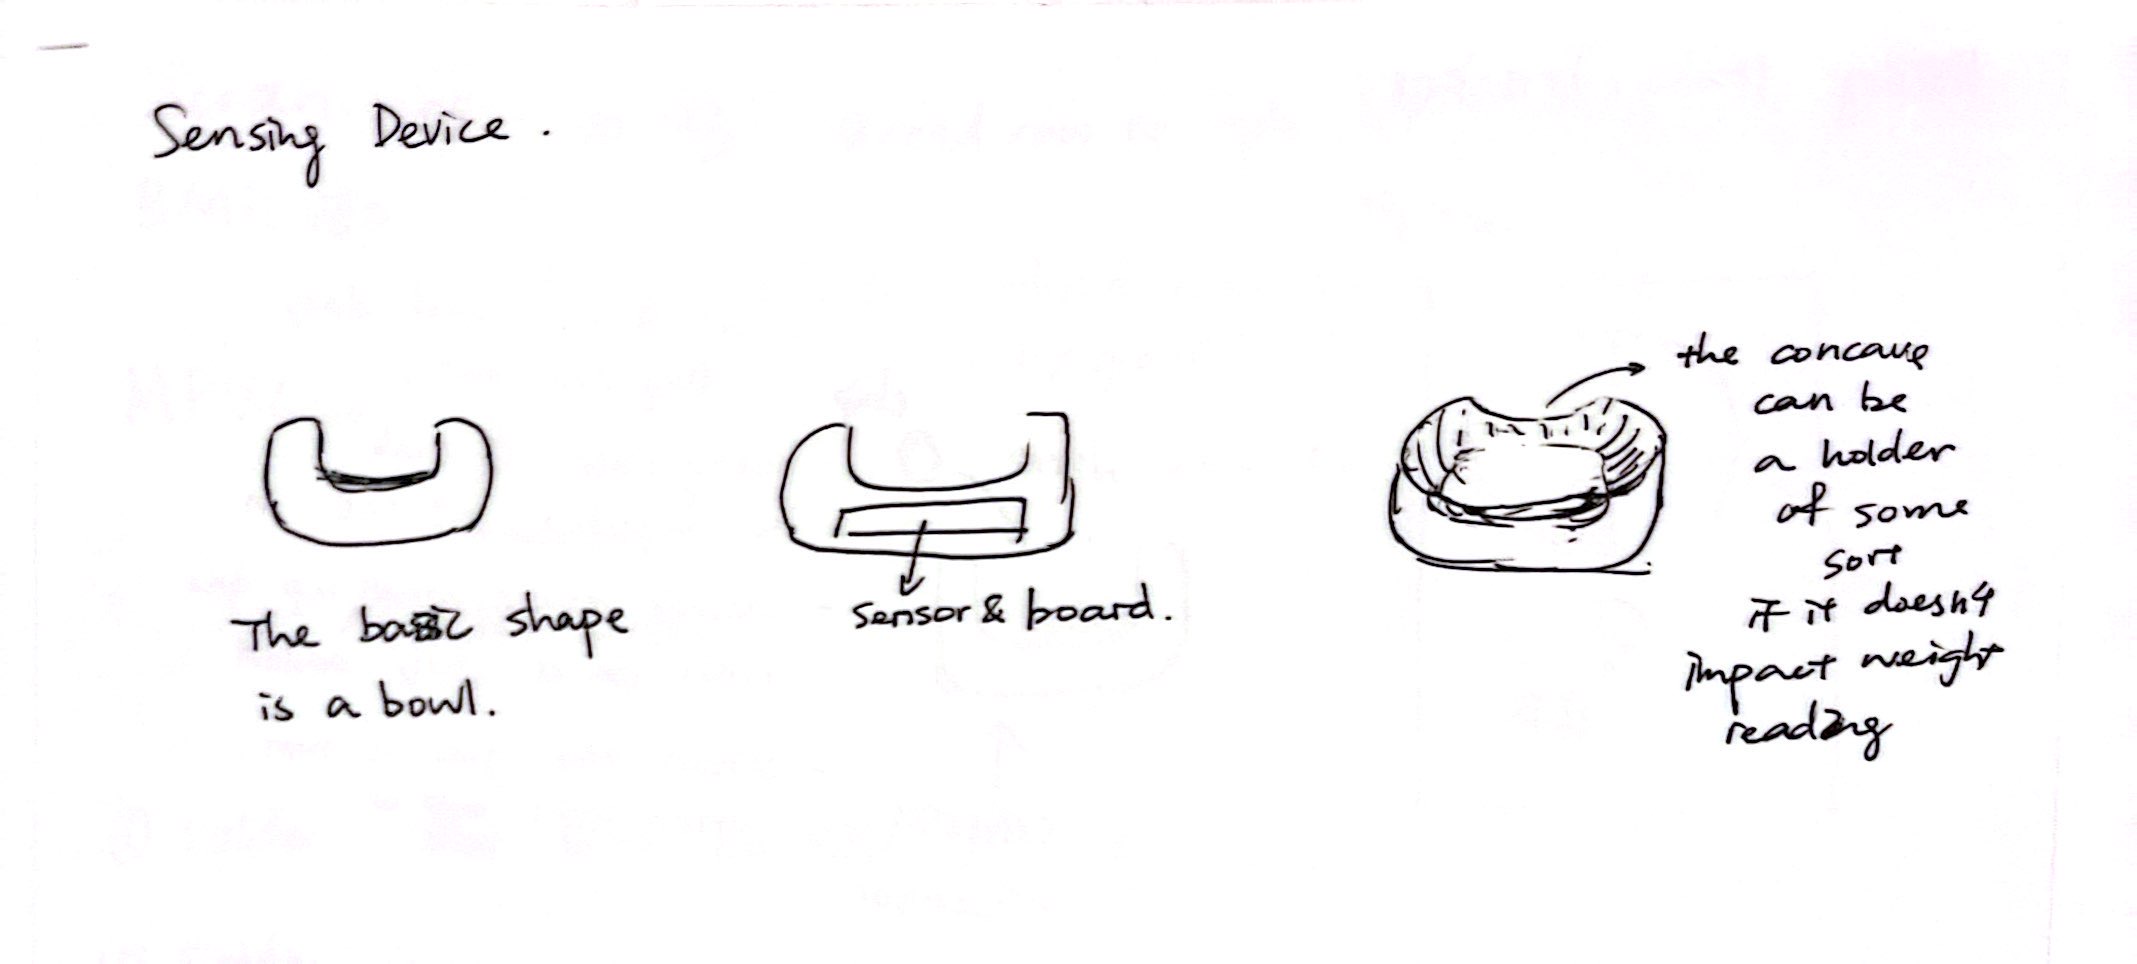 Sensing Device.
The basic shape
is a bowl.
sensor & board.
the concave
can be
a holder
of some
sort
if it doesn't
impact weight
reading